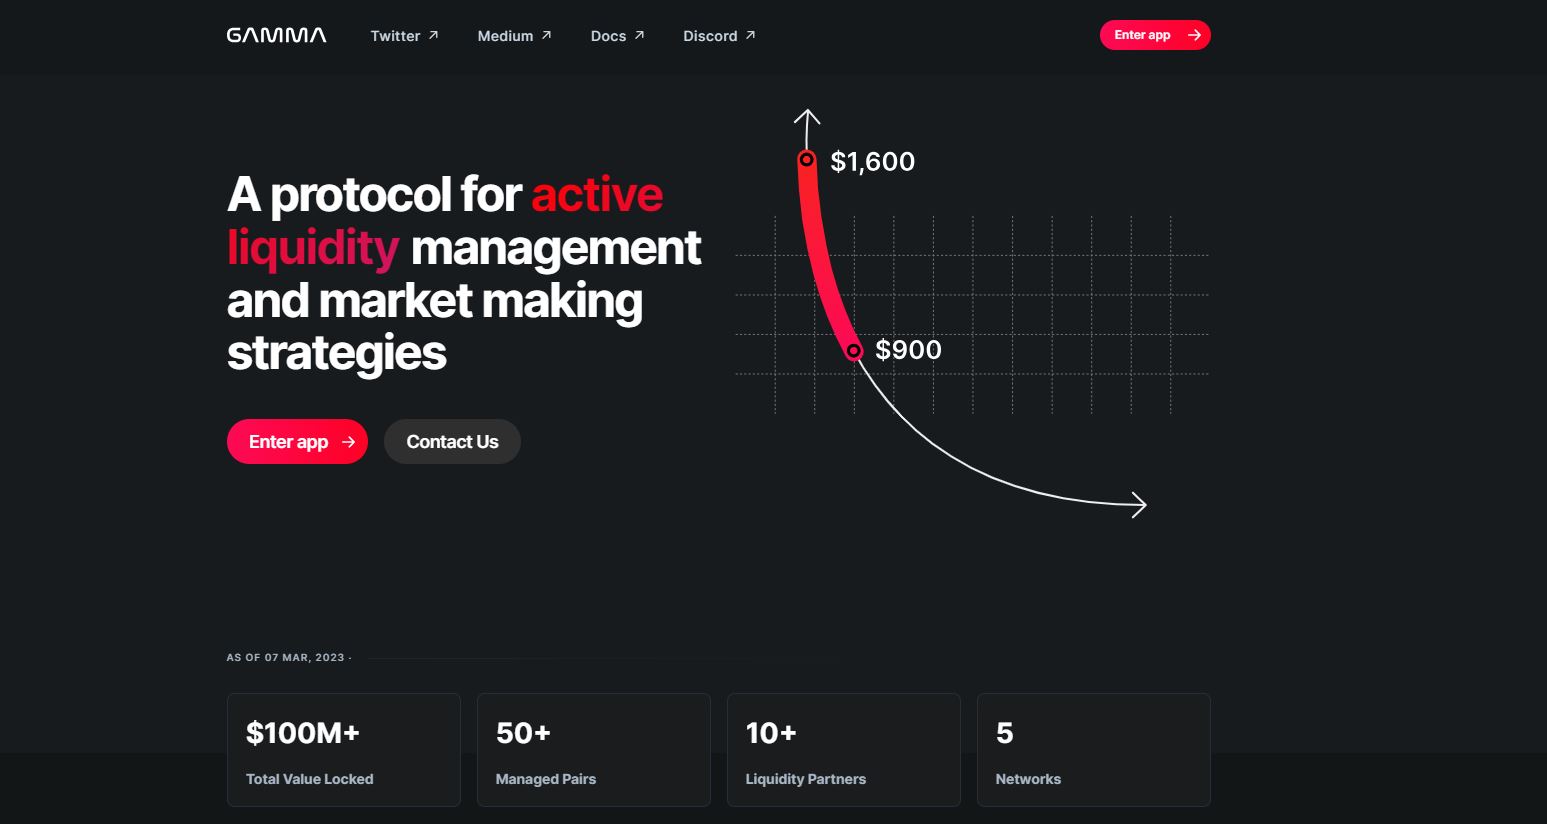 GAMMA
Twitter
Medium
Docs
Discord
Enter app
$1,600
A protocol for active
liquidity management
and market making
strategies
$900
Enter app
Contact Us
AS OF 07 MAR, 2023 ·
$100M+
Total Value Locked
50+
Managed Pairs
10+
Liquidity Partners
5
Networks